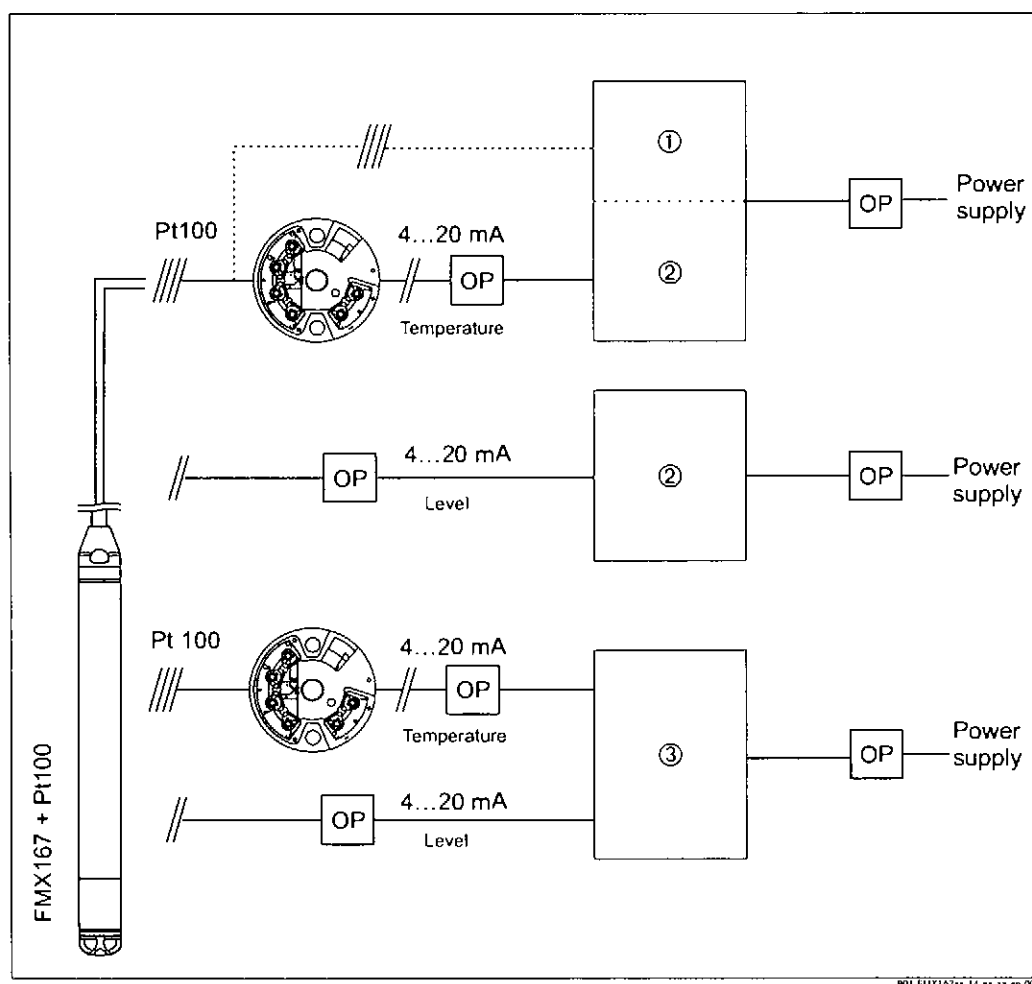 ①
Pt100
4...20 mA
OP
Power
supply
OP
Temperature
②
4...20 mA
OP
Level
②
OP
Power
supply
Pt 100
4...20 mA
OP
Temperature
③
OP
Power
supply
4...20 mA
OP
Level
FMX167 + Pt100